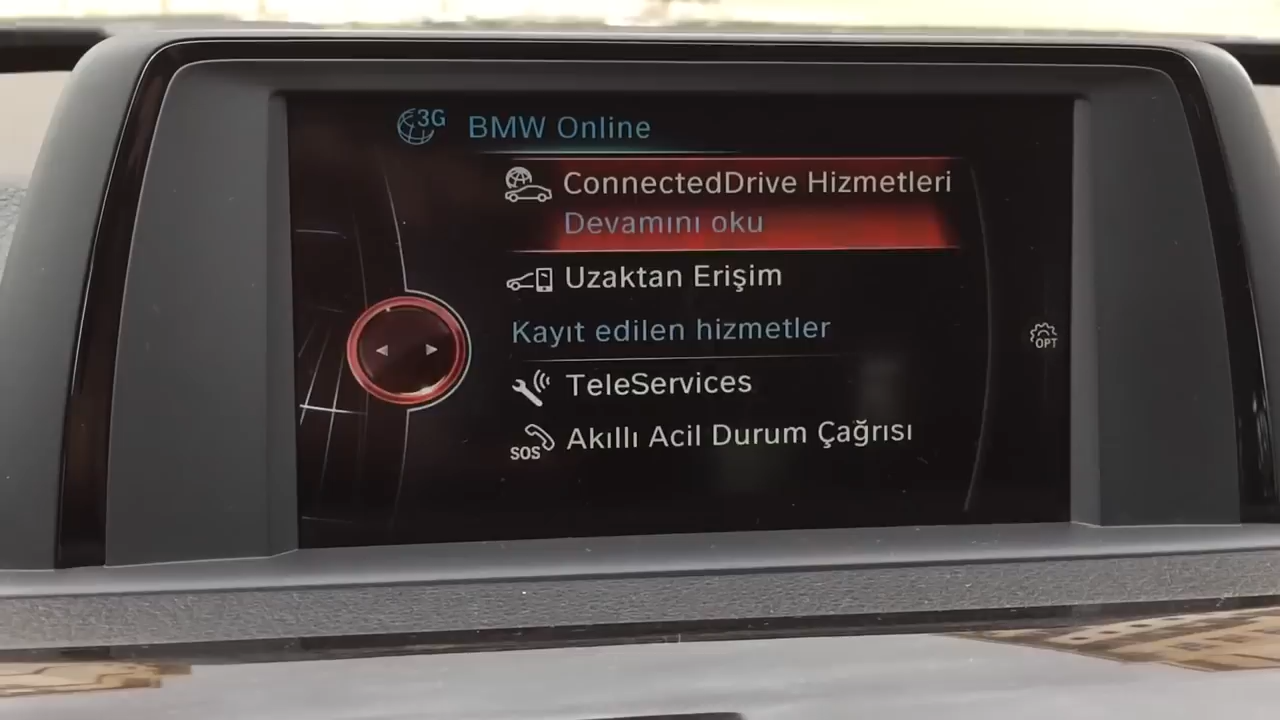 3G BMW Online
ConnectedDrive Hizmetleri
Devamını oku
Uzaktan Erişim
Kayıt edilen hizmetler
OPT
TeleServices
SOS Akıllı Acil Durum Çağrısı